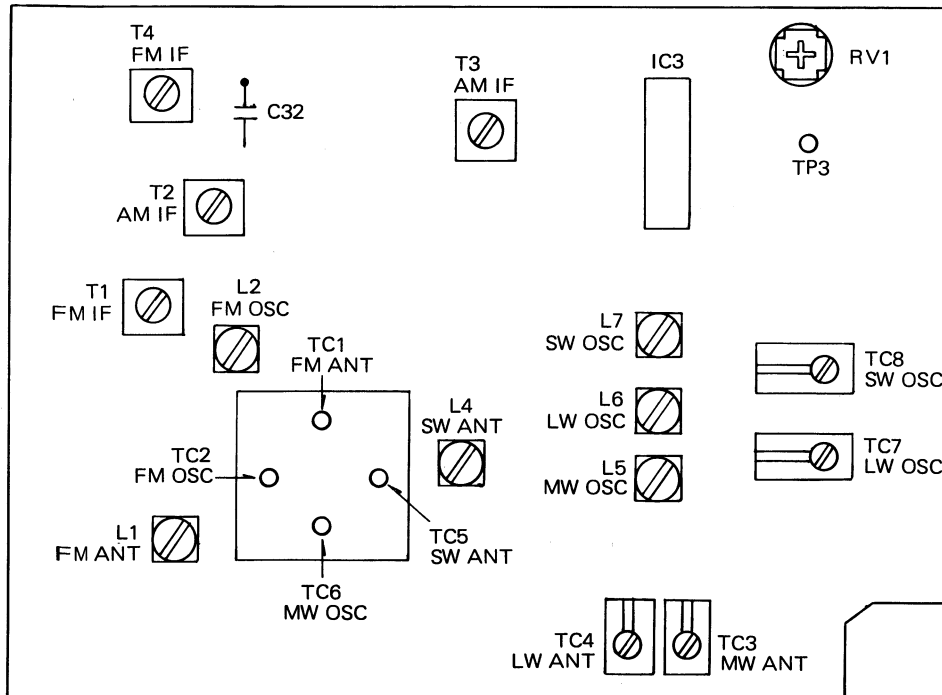 T4
FM IF
C32
T3
AM IF
IC3
RV1
TP3
T2
AM IF
T1
FM IF
L2
FM OSC
TC1
FM ANT
L7
SW OSC
TC8
SW OSC
L6
LW OSC
L4
SW ANT
TC2
FM OSC
L5
MW OSC
TC7
LW OSC
L1
FM ANT
TC5
SW ANT
TC6
MW OSC
TC4
LW ANT
TC3
MW ANT